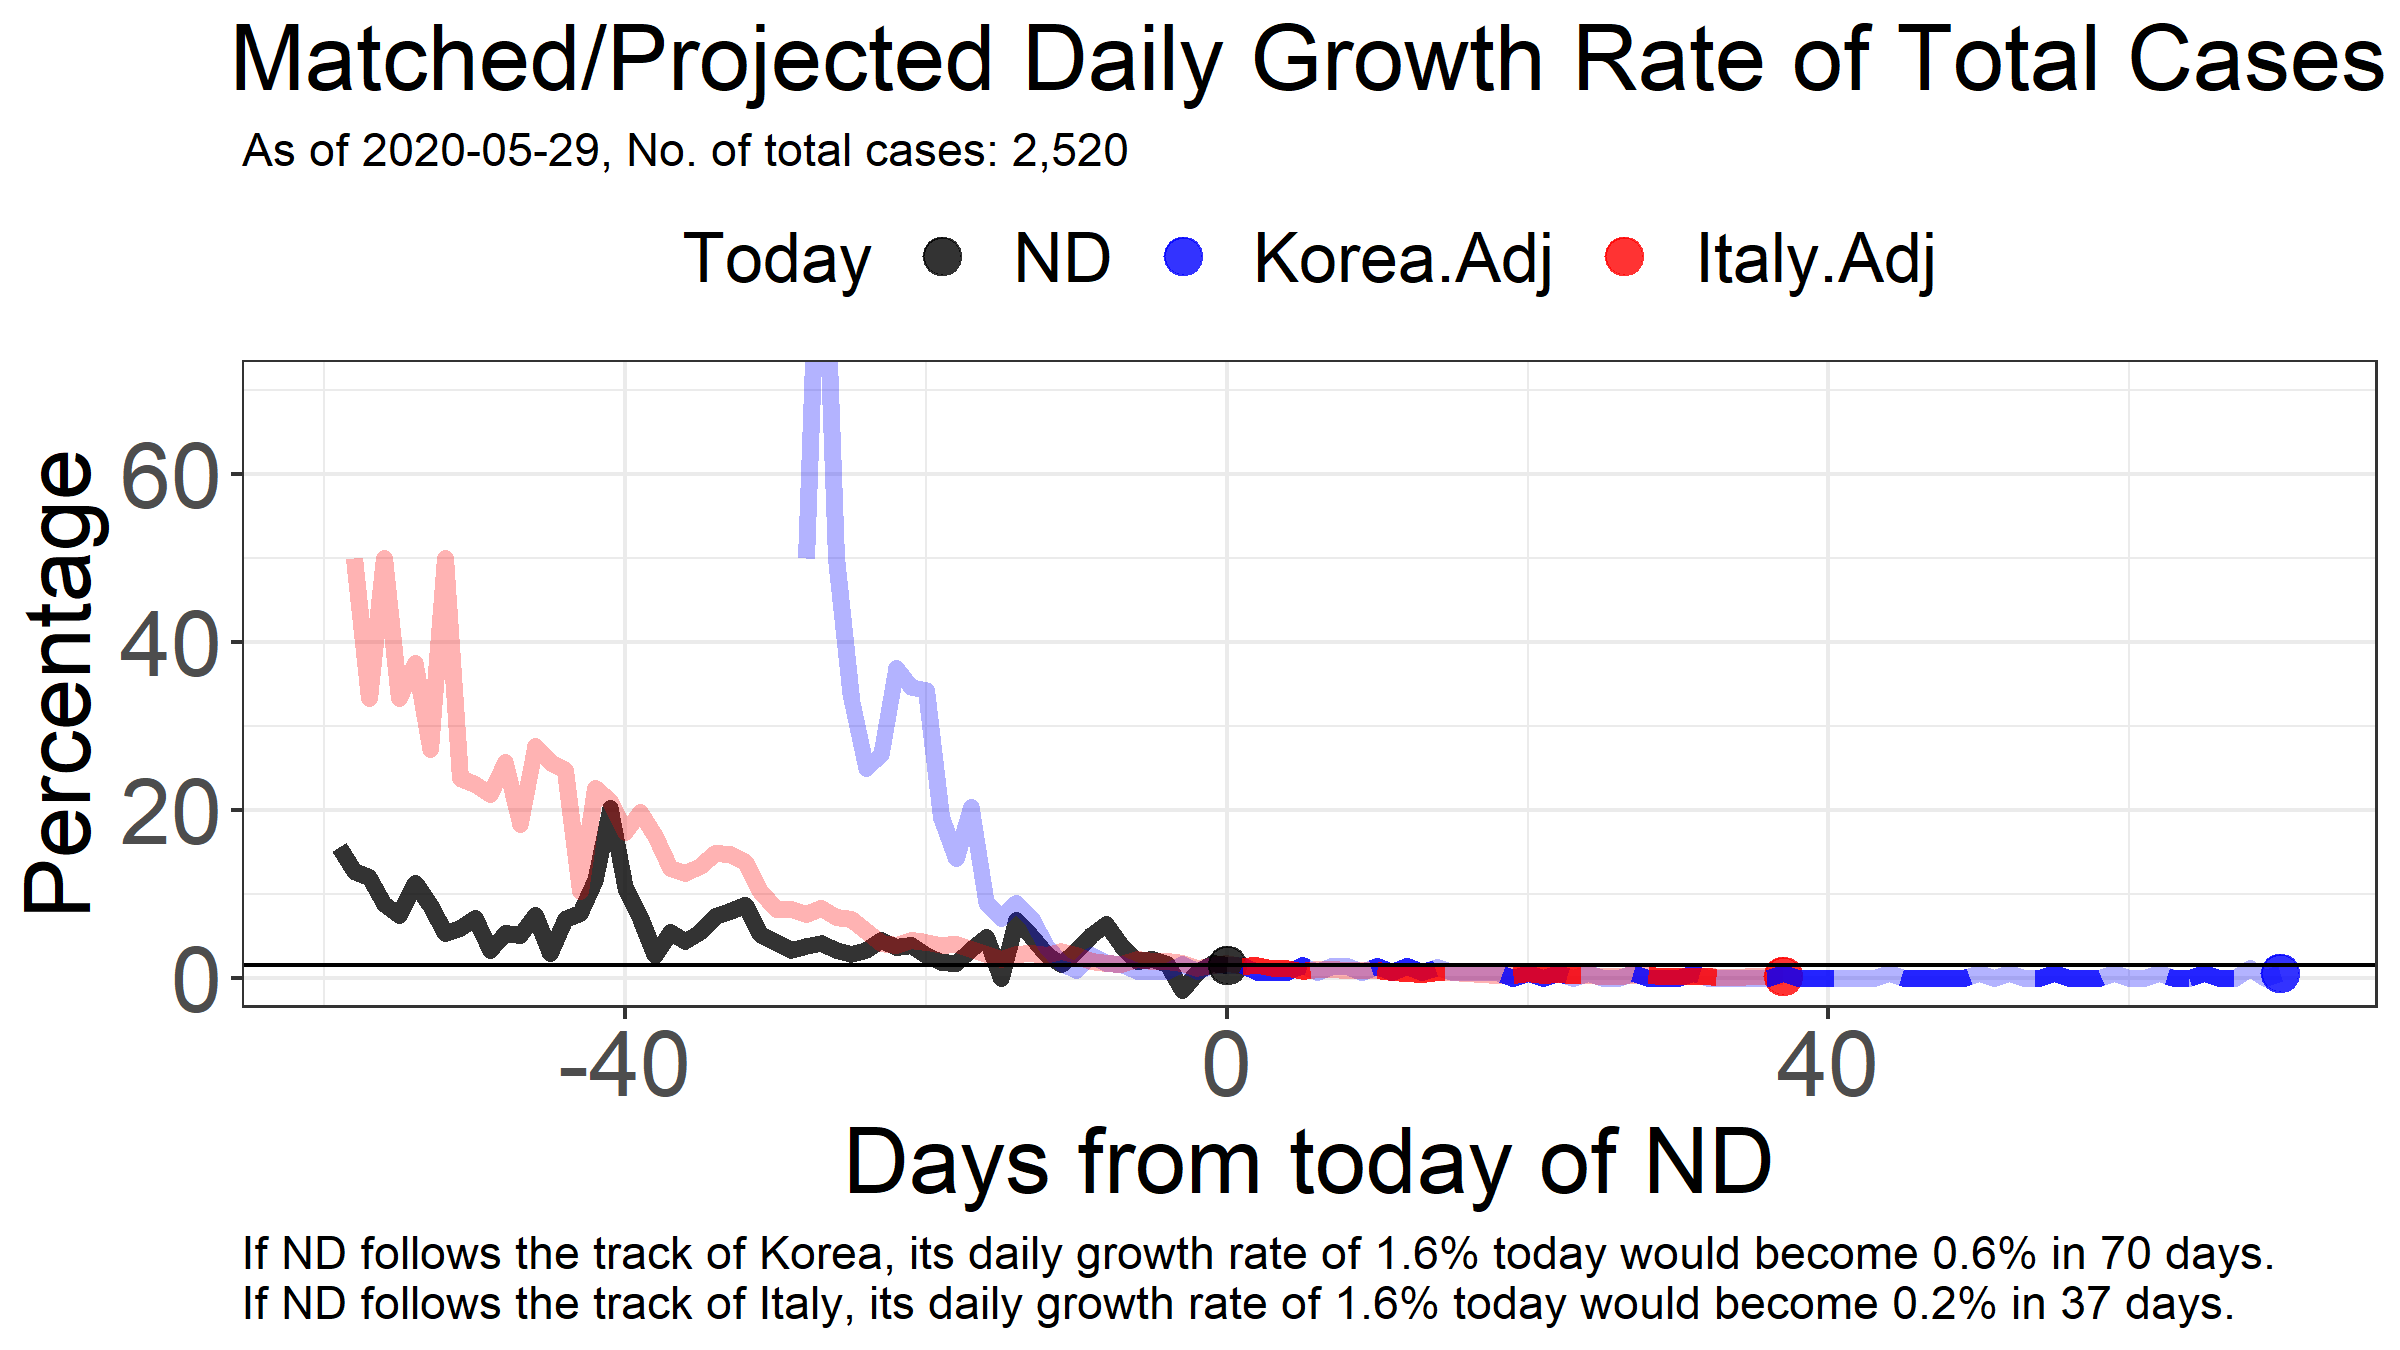 Matched/Projected Daily Growth Rate of Total Cases
As of 2020-05-29, No. of total cases: 2,520
Today ND Korea.Adj Italy.Adj
Percentage
60
40
20
0
-40 0 40
Days from today of ND
If ND follows the track of Korea, its daily growth rate of 1.6% today would become 0.6% in 70 days.
If ND follows the track of Italy, its daily growth rate of 1.6% today would become 0.2% in 37 days.